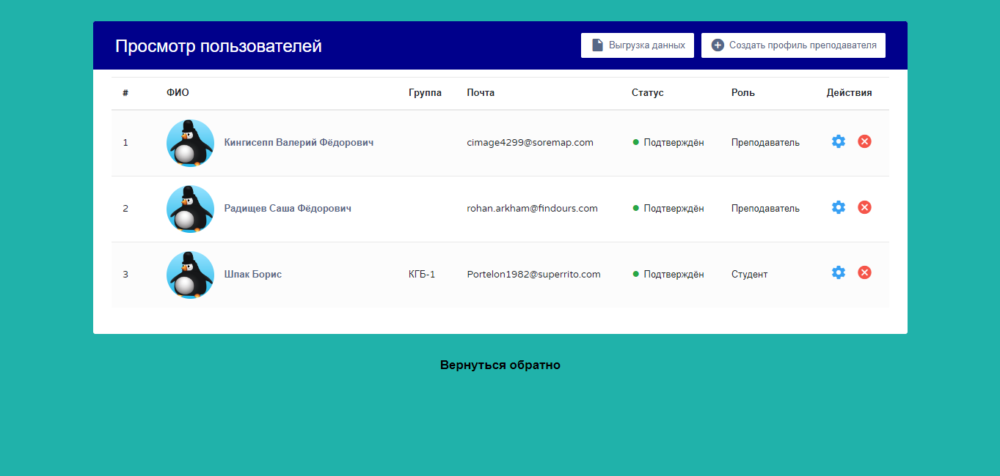 Просмотр пользователей Выгрузка данных Создать профиль преподавателя
# ФИО Группа Почта Статус Роль Действия
1 Кингисепп Валерий Фёдорович cimage4299@soremap.com Подтверждён Преподаватель
2 Радищев Саша Фёдорович rohan.arkham@findours.com Подтверждён Преподаватель
3 Шпак Борис КГБ-1 Portelon1982@superrito.com Подтверждён Студент
Вернуться обратно